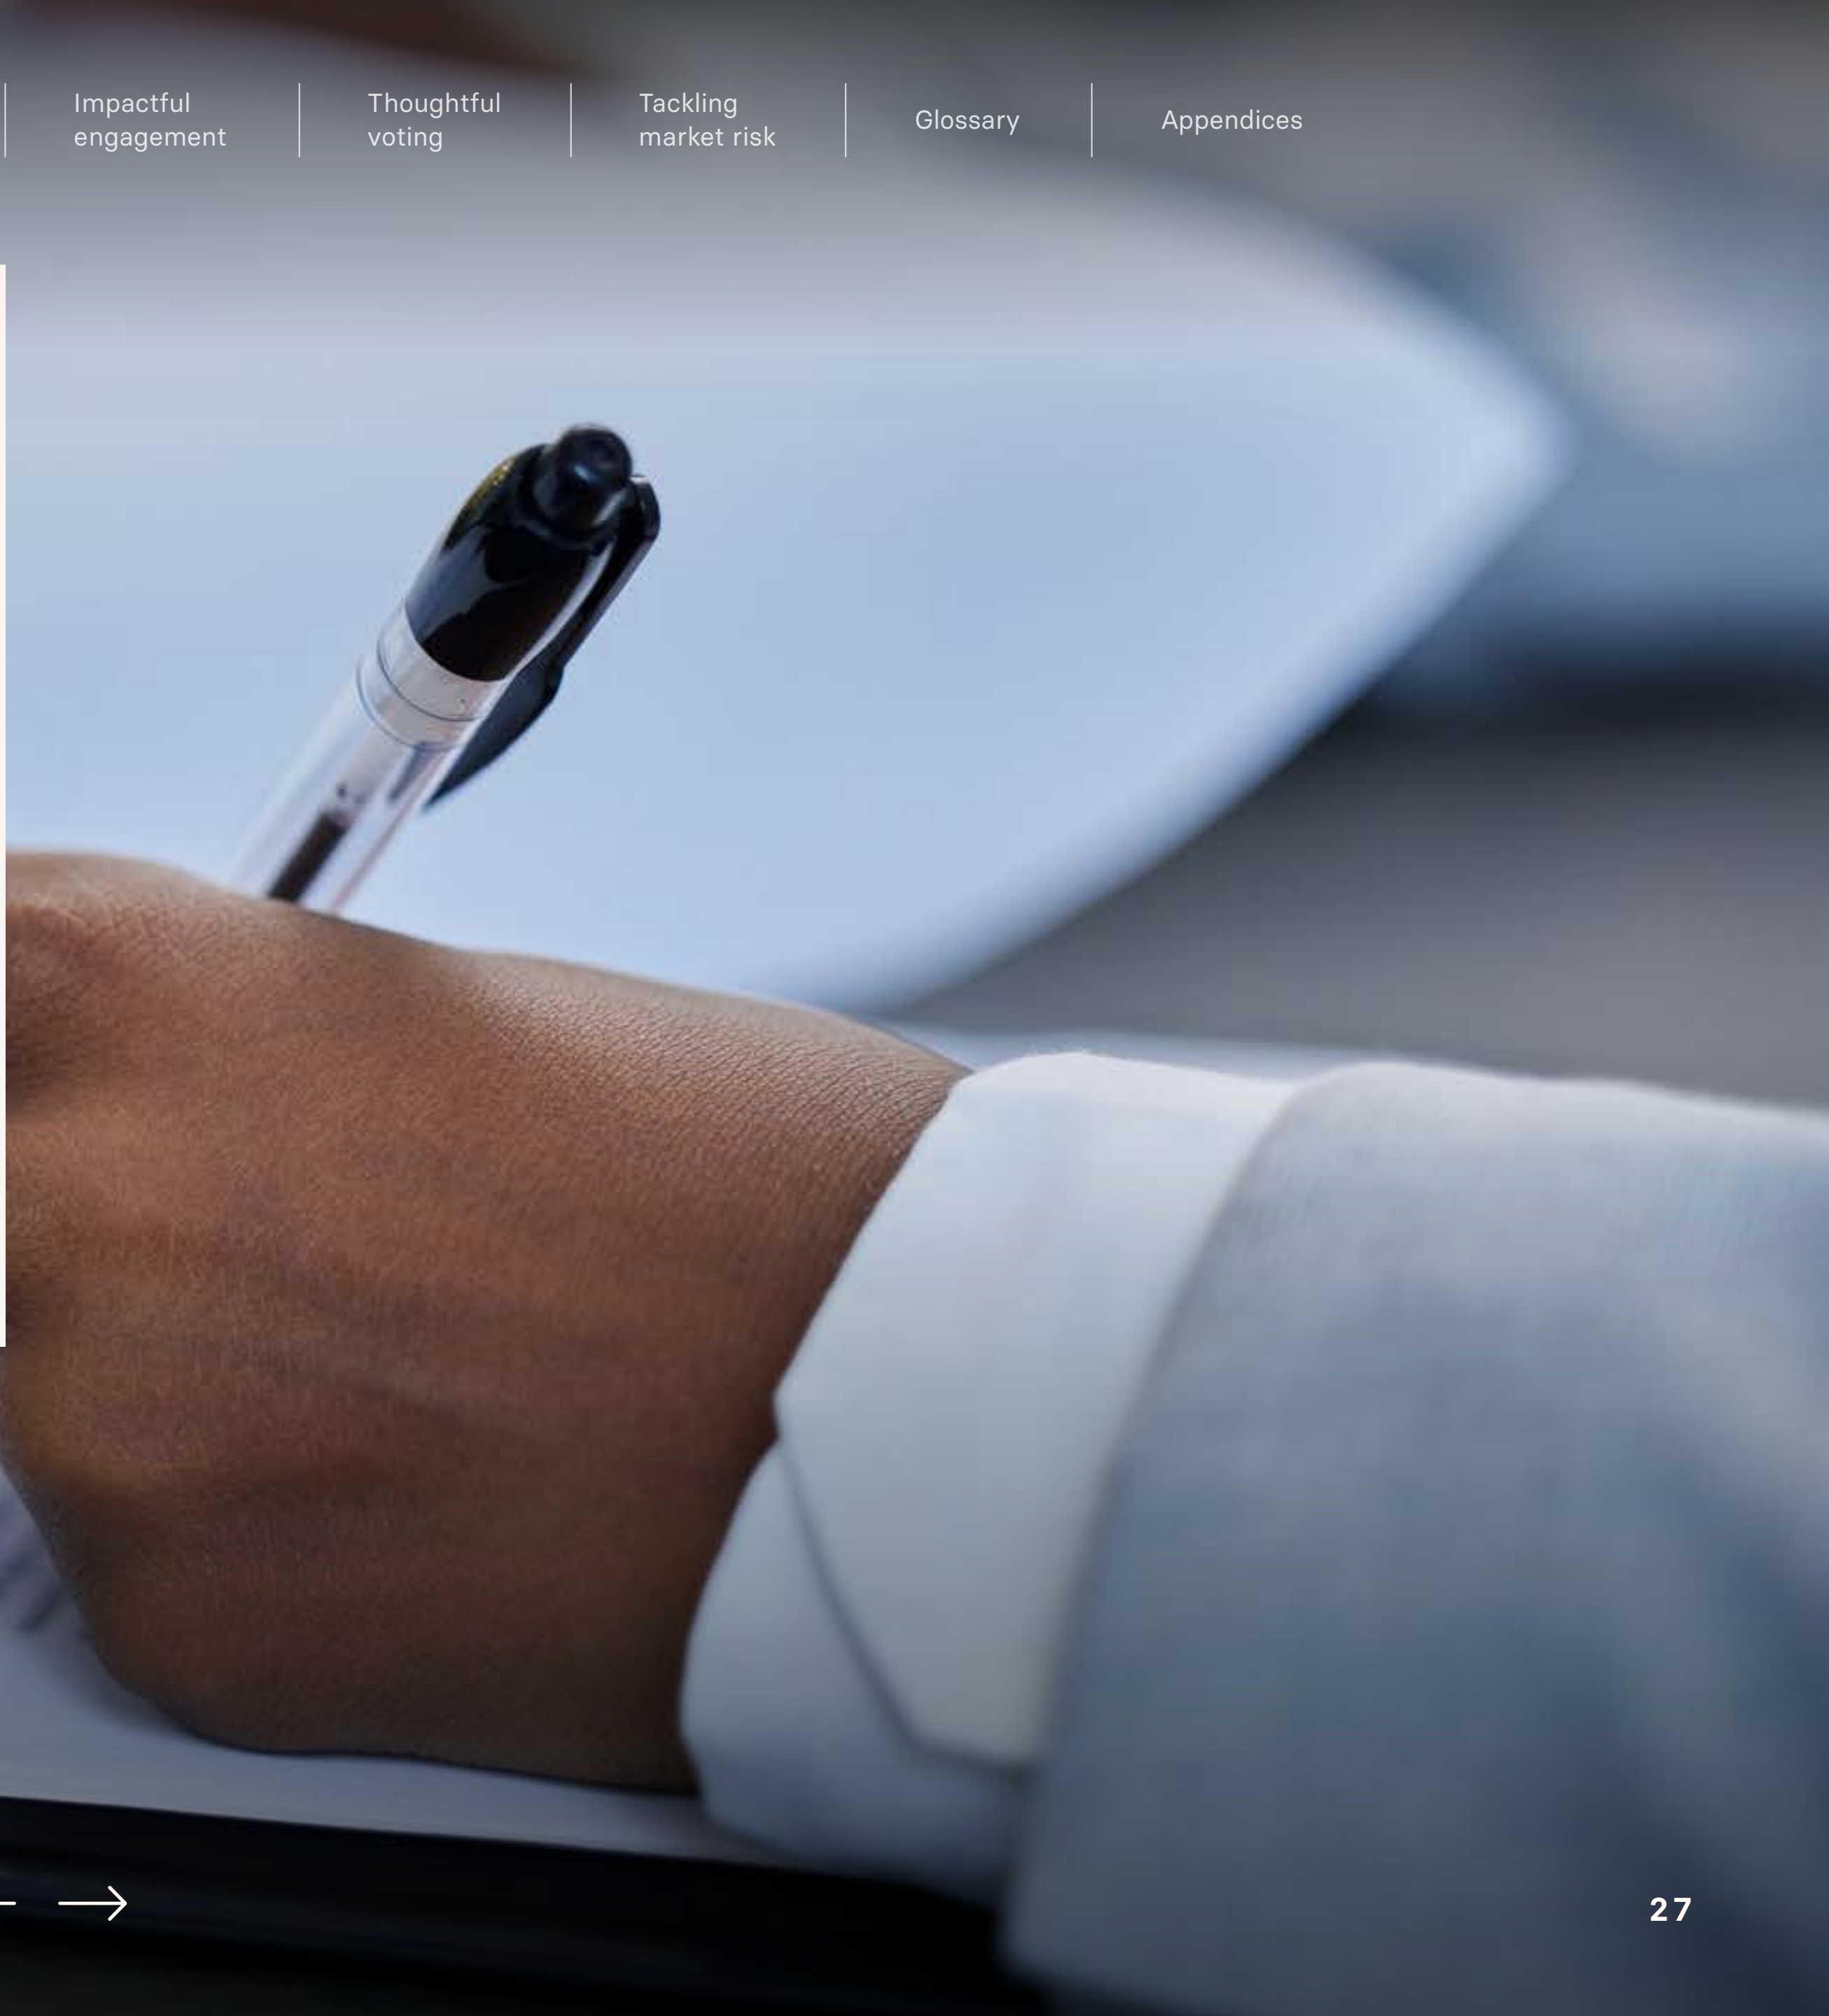 Impactful
engagement
Thoughtful
voting
Tackling
market risk
Glossary
Appendices
27